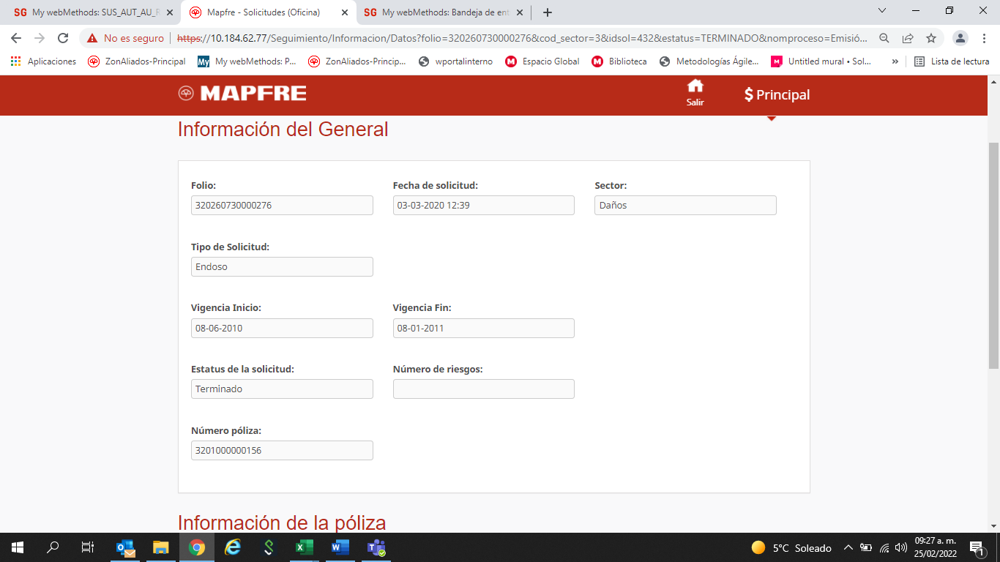 My webMethods: SUS_AUT_AU_R
Mapfre - Solicitudes (Oficina)
My webMethods: Bandeja de ent
No es seguro
https://10.184.62.77/Seguimiento/Informacion/Datos?folio=320260730000276&cod_sector=3&idsol=432&estatus=TERMINADO&nomproceso=Emisió...
Aplicaciones
ZonAliados-Principal
My webMethods: P...
ZonAliados-Princip...
wportalinterno
Espacio Global
Biblioteca
Metodologías Ágile...
Untitled mural • Sol...
»
Lista de lectura
MAPFRE
Salir
$ Principal
Información del General
Folio: Fecha de solicitud: Sector:
320260730000276 03-03-2020 12:39 Daños
Tipo de Solicitud:
Endoso
Vigencia Inicio: Vigencia Fin:
08-06-2010 08-01-2011
Estatus de la solicitud: Número de riesgos:
Terminado
Número póliza:
3201000000156
Información de la póliza
5°C Soleado
09:27 a. m.
25/02/2022
1